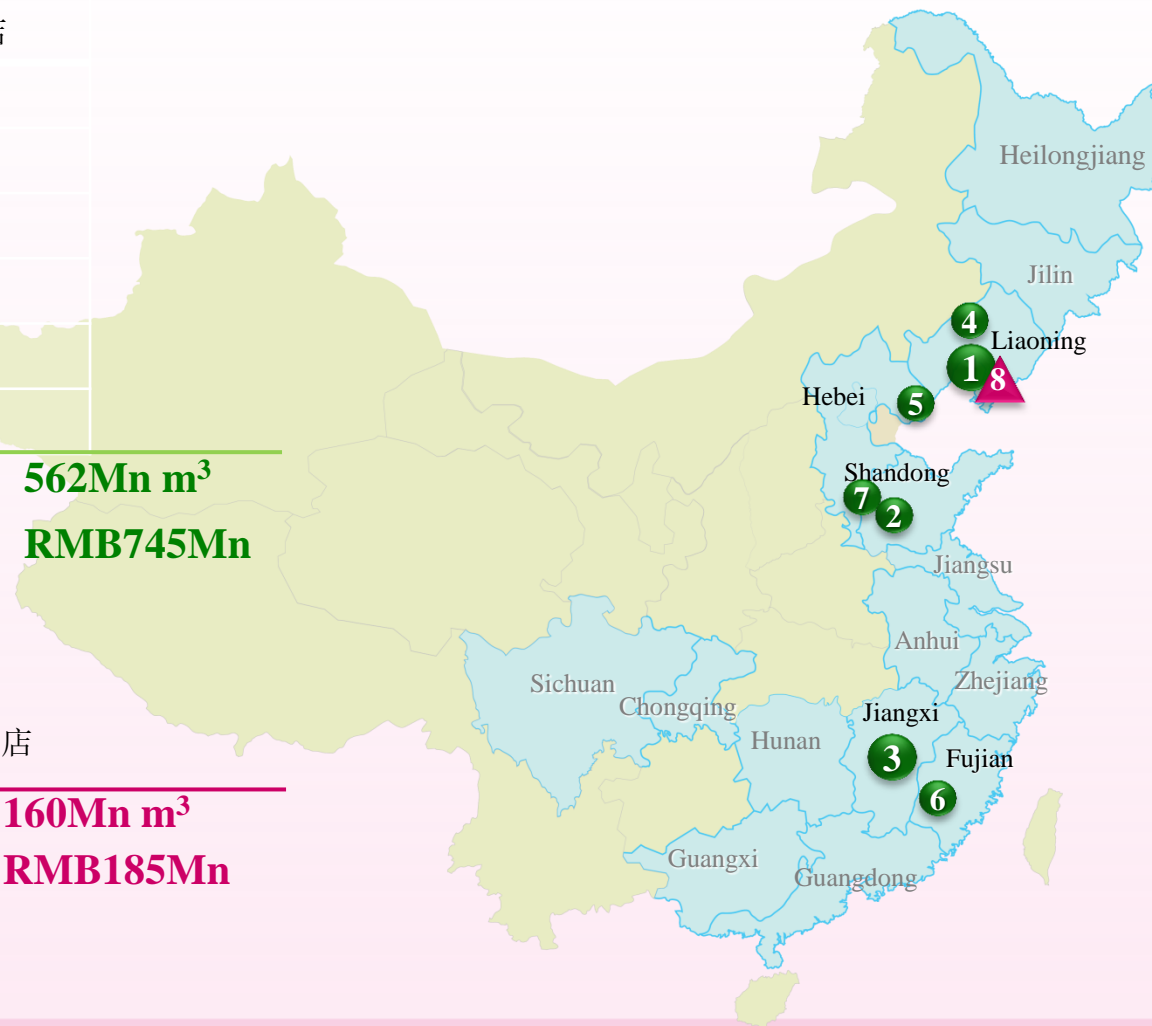 店
Heilongjiang
Jilin
4
Liaoning
1
8
Hebei
5
562Mn m³
Shandong
7
2
RMB745Mn
Jiangsu
Anhui
Sichuan
Zhejiang
Chongqing
Jiangxi
店
Hunan
3
Fujian
6
160Mn m³
Guangxi
RMB185Mn
Guangdong